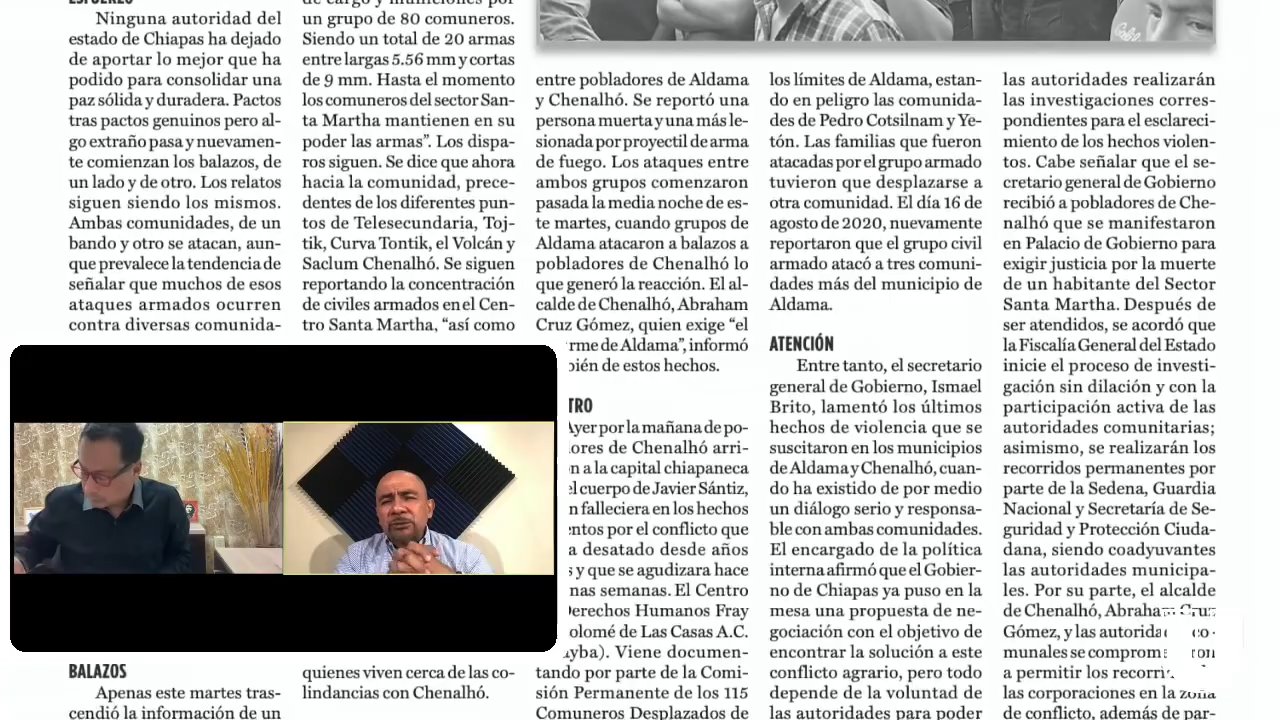 ESFUERZO
Ninguna autoridad del
estado de Chiapas ha dejado
de aportar lo mejor que ha
podido para consolidar una
paz sólida y duradera. Pactos
tras pactos genuinos pero al-
go extraño pasa y nuevamen-
te comienzan los balazos, de
un lado y de otro. Los relatos
siguen siendo los mismos.
Ambas comunidades, de un
bando y otro se atacan, aun-
que prevalece la tendencia de
señalar que muchos de esos
ataques armados ocurren
contra diversas comunida-
BALAZOS
Apenas este martes tras-
cendió la información de un
de cargo y municiones por
un grupo de 80 comuneros.
Siendo un total de 20 armas
entre largas 5.56 mm y cortas
de 9 mm. Hasta el momento
los comuneros del sector San-
ta Martha mantienen en su
poder las armas”. Los dispa-
ros siguen. Se dice que ahora
hacia la comunidad, prece-
dentes de los diferentes pun-
tos de Telesecundaria, Toj-
tik, Curva Tontik, el Volcán y
Saclum Chenalhó. Se siguen
reportando la concentración
de civiles armados en el Cen-
tro Santa Martha, “así como
quienes viven cerca de las co-
lindancias con Chenalhó.
entre pobladores de Aldama
y Chenalhó. Se reportó una
persona muerta y una más le-
sionada por proyectil de arma
de fuego. Los ataques entre
ambos grupos comenzaron
pasada la media noche de es-
te martes, cuando grupos de
Aldama atacaron a balazos a
pobladores de Chenalhó lo
que generó la reacción. El al-
calde de Chenalhó, Abraham
Cruz Gómez, quien exige “el
rme de Aldama”, informó
bién de estos hechos.
TRO
Ayer por la mañana de po-
lores de Chenalhó arri-
n a la capital chiapaneca
el cuerpo de Javier Sántiz,
n falleciera en los hechos
entos por el conflicto que
a desatado desde años
s y que se agudizara hace
nas semanas. El Centro
Derechos Humanos Fray
olomé de Las Casas A.C.
ayba). Viene documen-
tando por parte de la Comi-
sión Permanente de los 115
Comuneros Desplazados de
los límites de Aldama, estan-
do en peligro las comunida-
des de Pedro Cotsilnam y Ye-
tón. Las familias que fueron
atacadas por el grupo armado
tuvieron que desplazarse a
otra comunidad. El día 16 de
agosto de 2020, nuevamente
reportaron que el grupo civil
armado atacó a tres comuni-
dades más del municipio de
Aldama.
ATENCIÓN
Entre tanto, el secretario
general de Gobierno, Ismael
Brito, lamentó los últimos
hechos de violencia que se
suscitaron en los municipios
de Aldama y Chenalhó, cuan-
do ha existido de por medio
un diálogo serio y responsa-
ble con ambas comunidades.
El encargado de la política
interna afirmó que el Gobier-
no de Chiapas ya puso en la
mesa una propuesta de ne-
gociación con el objetivo de
encontrar la solución a este
conflicto agrario, pero todo
depende de la voluntad de
las autoridades para poder
las autoridades realizarán
las investigaciones corres-
pondientes para el esclareci-
miento de los hechos violen-
tos. Cabe señalar que el se-
cretario general de Gobierno
recibió a pobladores de Che-
nalhó que se manifestaron
en Palacio de Gobierno para
exigir justicia por la muerte
de un habitante del Sector
Santa Martha. Después de
ser atendidos, se acordó que
la Fiscalía General del Estado
inicie el proceso de investi-
gación sin dilación y con la
participación activa de las
autoridades comunitarias;
asimismo, se realizarán los
recorridos permanentes por
parte de la Sedena, Guardia
Nacional y Secretaría de Se-
guridad y Protección Ciuda-
dana, siendo coadyuvantes
las autoridades municipa-
les. Por su parte, el alcalde
de Chenalhó, Abraham Cruz
Gómez, y las autorida co-
munales se comprom ron
a permitir los recorri
las corporaciones en la zona
de conflicto, además de par-